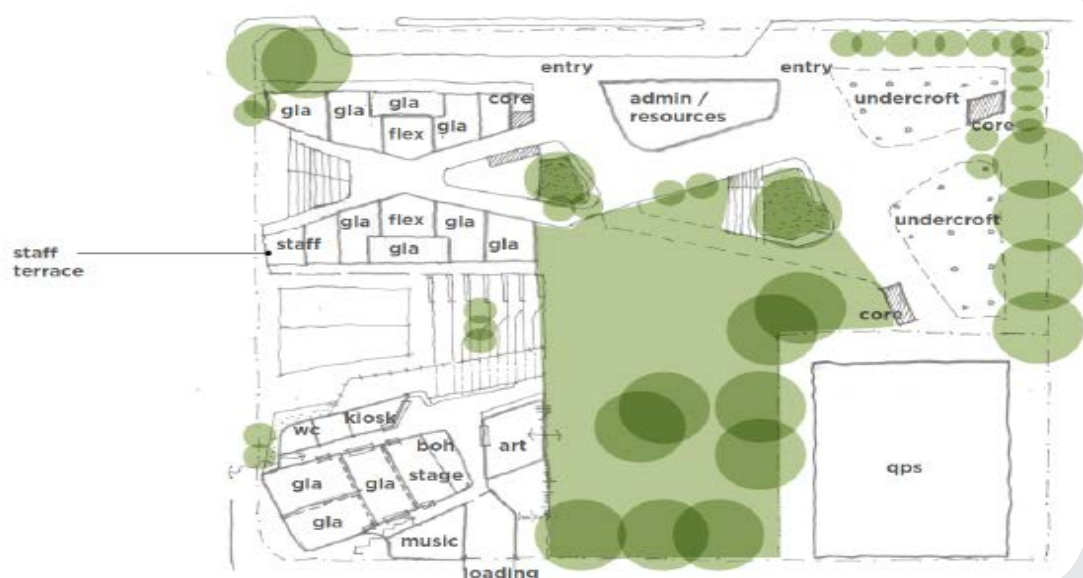 entry
entry
gla
gla
gla
core
flex
gla
admin /
resources
undercroft
core
staff
gla
flex
gla
gla
gla
undercroft
staff
terrace
core
wc
kiosk
boh
stage
art
gla
gla
gla
qps
music
loading